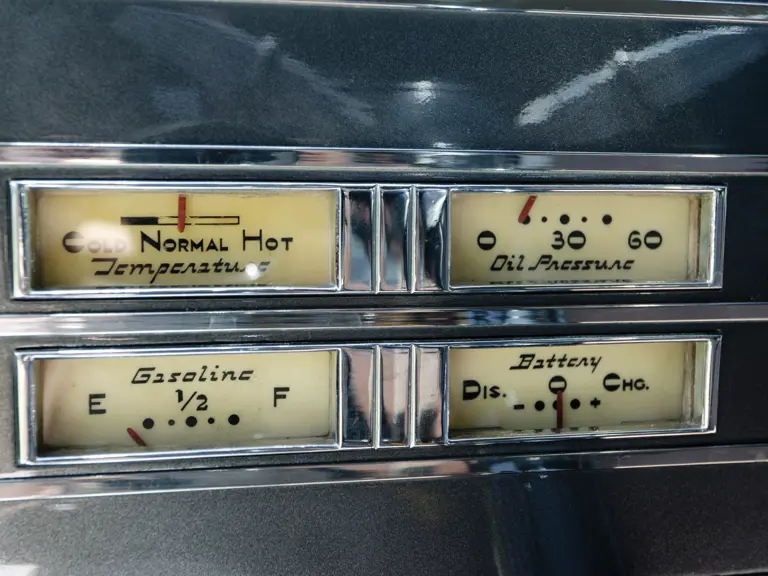 Cold Normal Hot
Temperature
0 30 60
Oil Pressure
Gasoline
E 1/2 F
Battery
Dis. 0 Chg.
- +